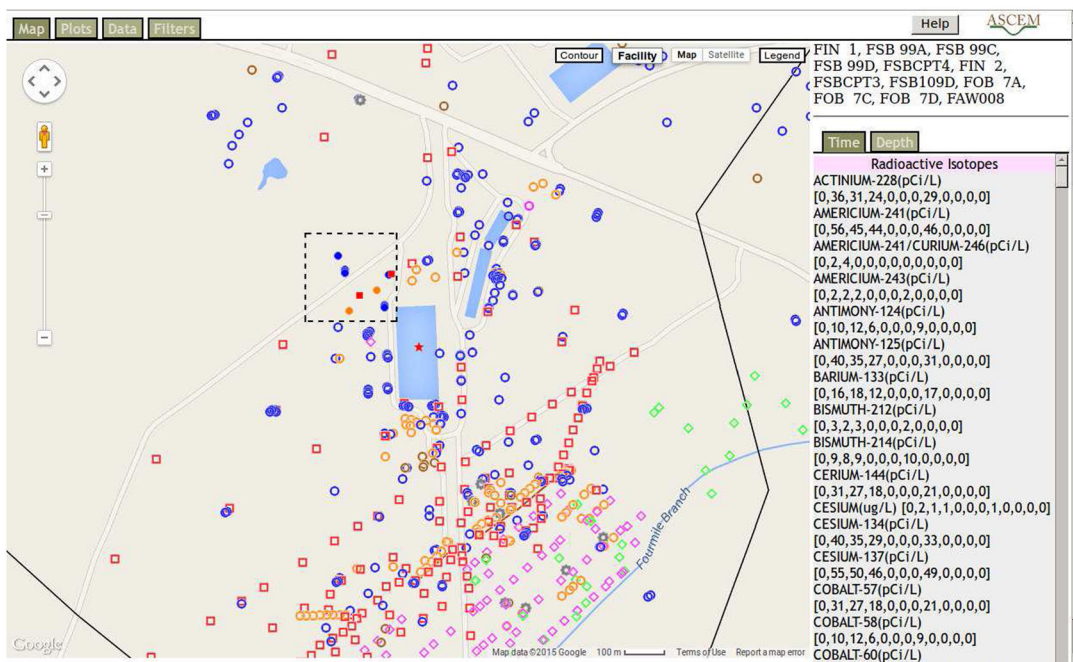 Map Plots Data Filters
Help
ASCEM
Contour Facility Map Satellite Legend
FIN 1, FSB 99A, FSB 99C,
FSB 99D, FSBCPT4, FIN 2,
FSBCPT3, FSB109D, FOB 7A,
FOB 7C, FOB 7D, FAW008
Time Depth
Radioactive Isotopes
ACTINIUM-228(pCi/L)
[0,36,31,24,0,0,0,29,0,0,0,0]
AMERICIUM-241(pCi/L)
[0,56,45,44,0,0,0,46,0,0,0,0]
AMERICIUM-241/CURIUM-246(pCi/L)
[0,2,4,0,0,0,0,0,0,0,0,0]
AMERICIUM-243(pCi/L)
[0,2,2,2,0,0,0,2,0,0,0,0]
ANTIMONY-124(pCi/L)
[0,10,12,6,0,0,0,9,0,0,0,0]
ANTIMONY-125(pCi/L)
[0,40,35,27,0,0,0,31,0,0,0,0]
BARIUM-133(pCi/L)
[0,16,18,12,0,0,0,17,0,0,0,0]
BISMUTH-212(pCi/L)
[0,3,2,3,0,0,0,2,0,0,0,0]
BISMUTH-214(pCi/L)
[0,9,8,9,0,0,0,10,0,0,0,0]
CERIUM-144(pCi/L)
[0,31,27,18,0,0,0,21,0,0,0,0]
CESIUM(ug/L) [0,2,1,1,0,0,0,1,0,0,0,0]
CESIUM-134(pCi/L)
[0,40,35,29,0,0,0,33,0,0,0,0]
CESIUM-137(pCi/L)
[0,55,50,46,0,0,0,49,0,0,0,0]
COBALT-57(pCi/L)
[0,31,27,18,0,0,0,21,0,0,0,0]
COBALT-58(pCi/L)
[0,10,12,6,0,0,0,9,0,0,0,0]
COBALT-60(pCi/L)
Fourmile Branch
Google
Map data ©2015 Google 100 m Terms of Use Report a map error